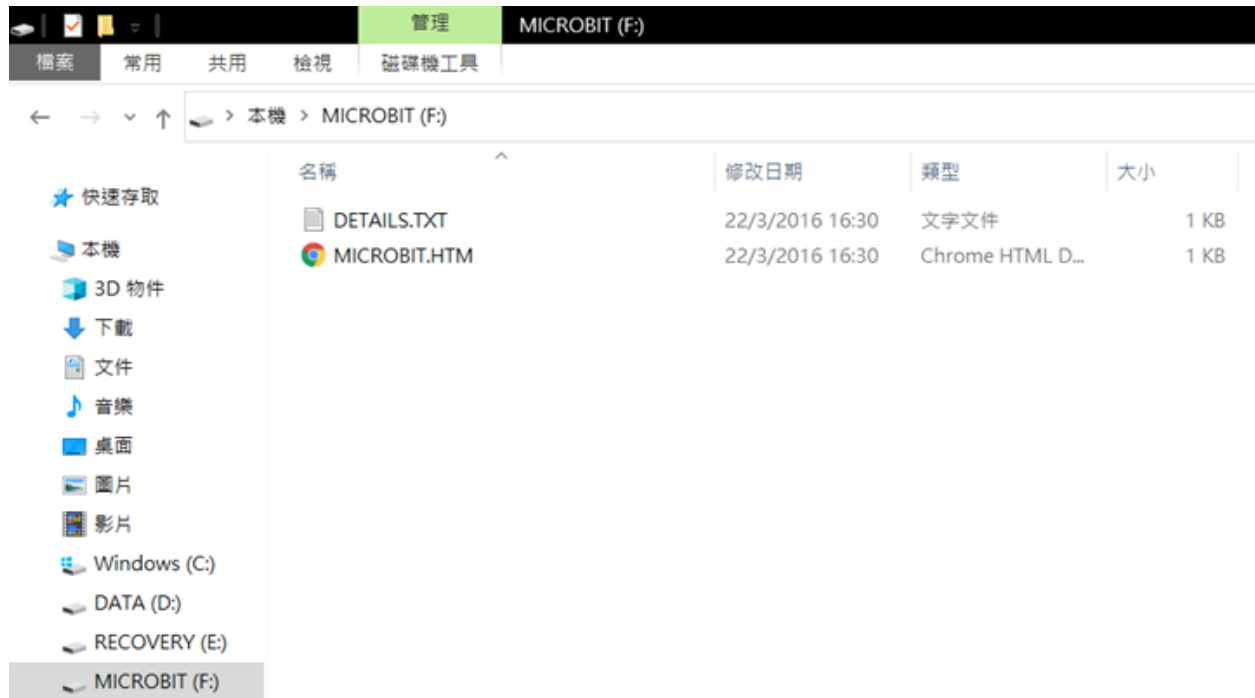 管理 MICROBIT (F:)
檔案 常用 共用 檢視 磁碟機工具
本機 MICROBIT (F:)
名稱 修改日期 類型 大小
DETAILS.TXT 22/3/2016 16:30 文字文件 1 KB
MICROBIT.HTM 22/3/2016 16:30 Chrome HTML D... 1 KB
快速存取
本機
3D 物件
下載
文件
音樂
桌面
圖片
影片
Windows (C:)
DATA (D:)
RECOVERY (E:)
MICROBIT (F:)